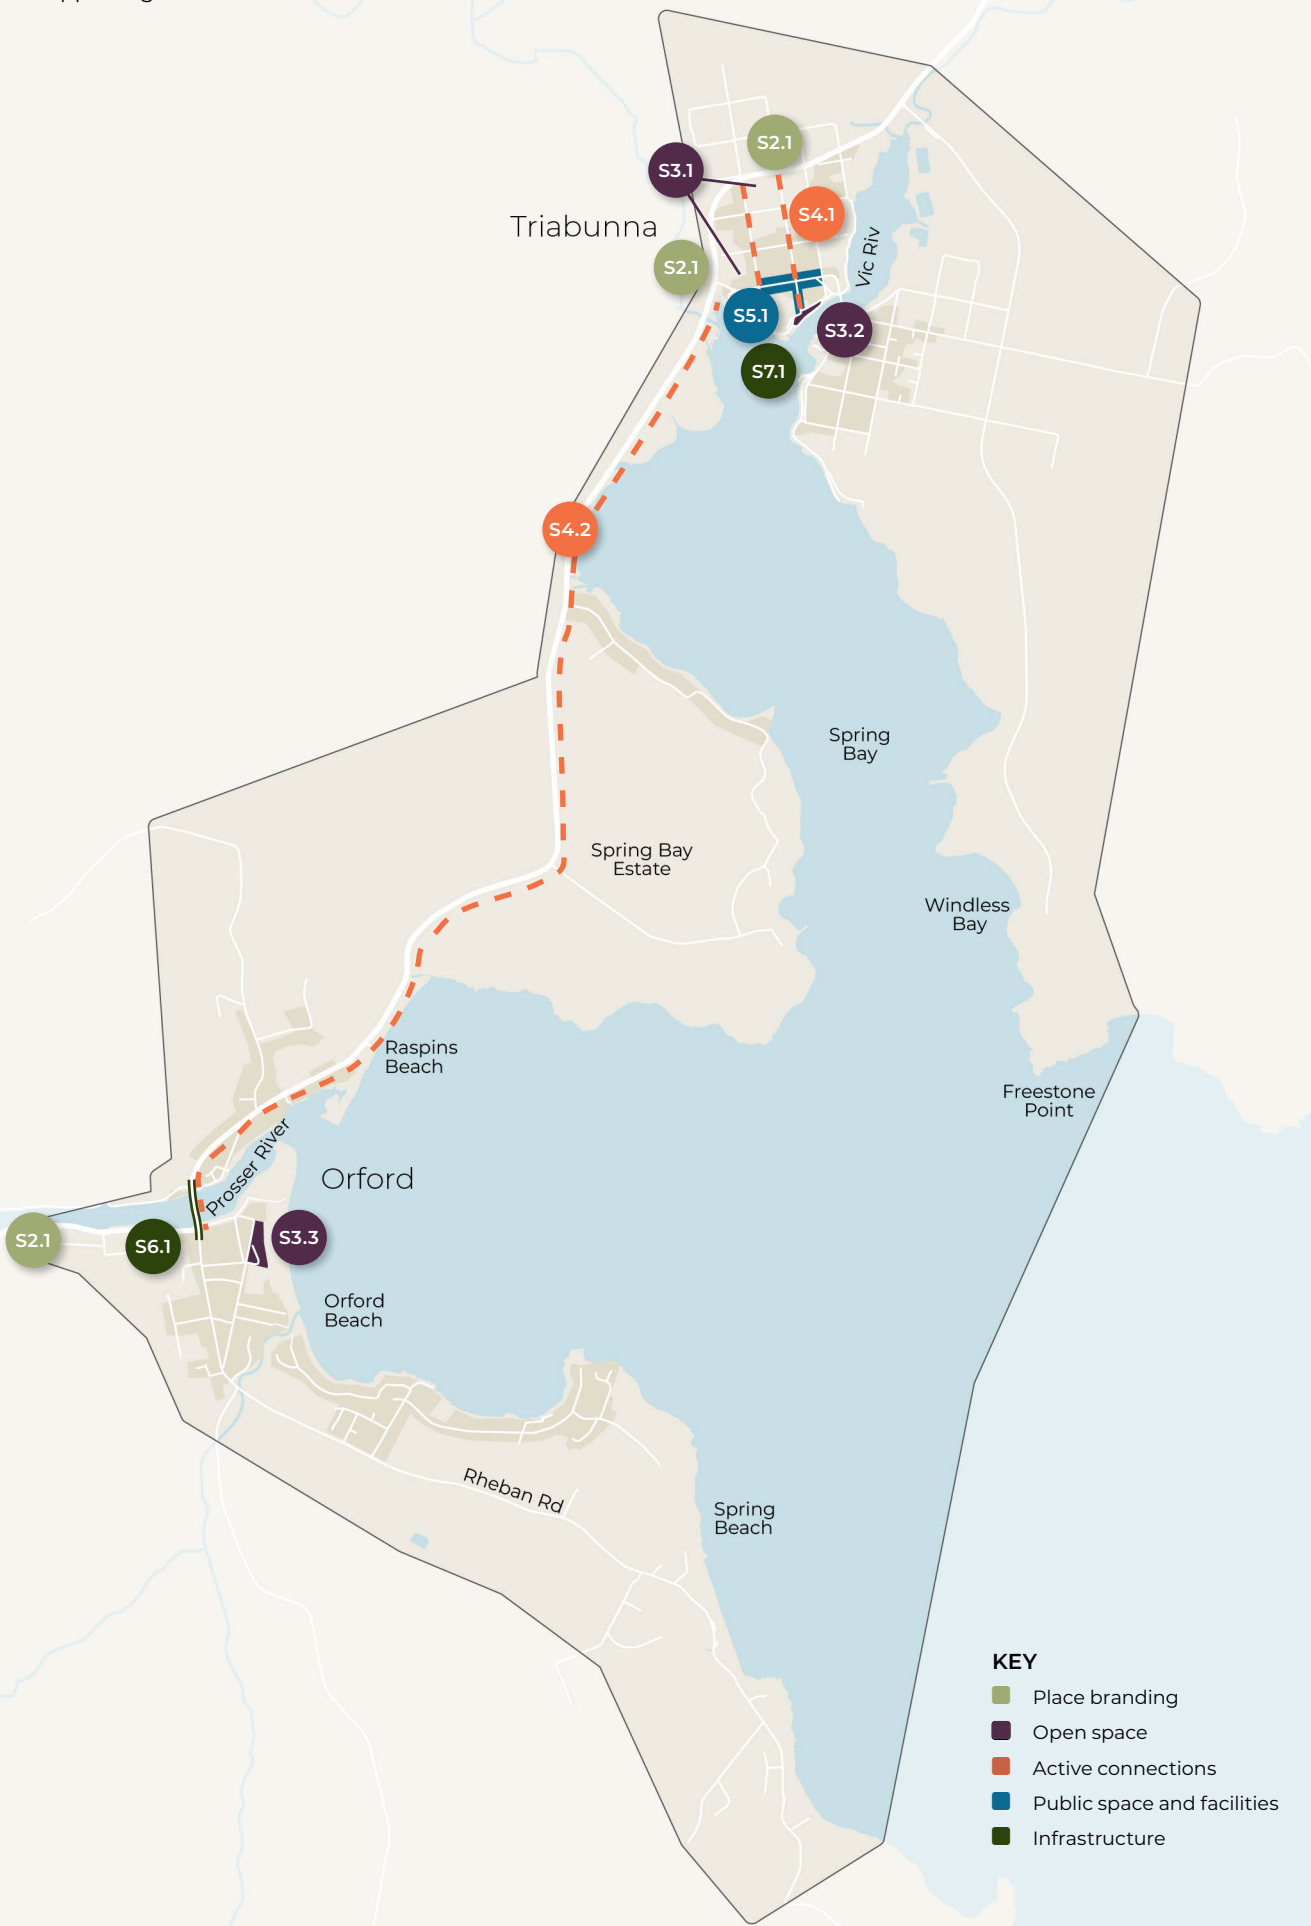 S2.1
S3.1
S4.1
Triabunna
Vic Riv
S2.1
S5.1
S3.2
S7.1
S4.2
Spring
Bay
Spring Bay
Estate
Windless
Bay
Raspins
Beach
Freestone
Point
Prosser River
Orford
S2.1
S6.1
S3.3
Orford
Beach
Rheban Rd
Spring
Beach
KEY
Place branding
Open space
Active connections
Public space and facilities
Infrastructure